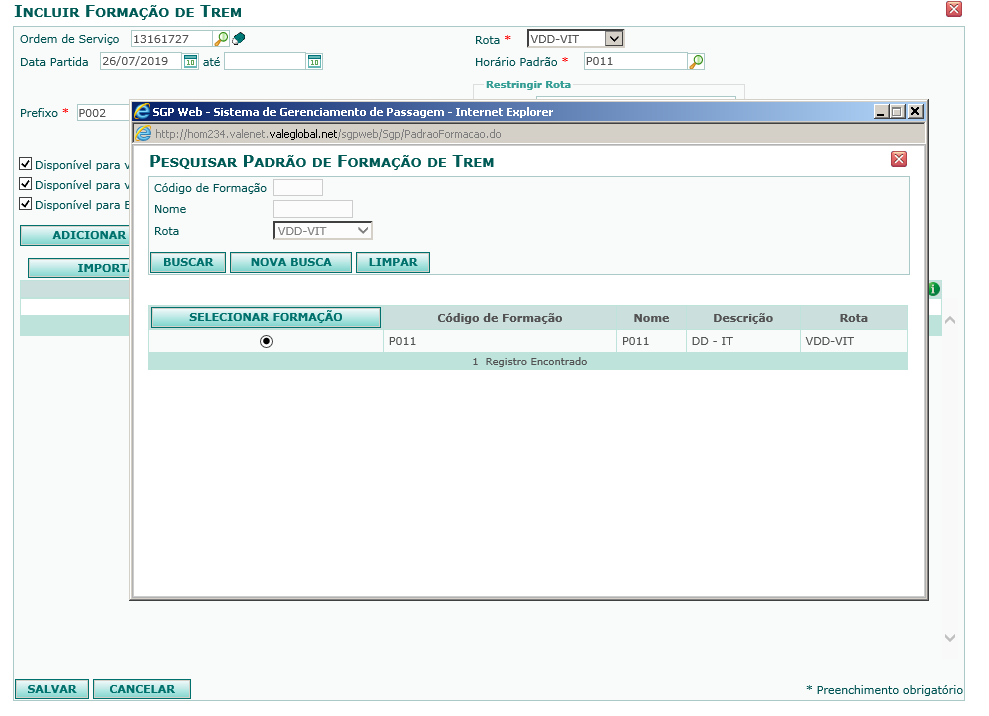 INCLUIR FORMAÇÃO DE TREM
Ordem de Serviço 13161727
Rota * VDD-VIT
Data Partida 26/07/2019 10 até 10
Horário Padrão * P011
Restringir Rota
Prefixo * P002
SGP Web - Sistema de Gerenciamento de Passagem - Internet Explorer
http://hom234.valenet.valeglobal.net/sgpweb/Sgp/PadraoFormacao.do
PESQUISAR PADRÃO DE FORMAÇÃO DE TREM
Código de Formação
Nome
Rota VDD-VIT
BUSCAR NOVA BUSCA LIMPAR
SELECIONAR FORMAÇÃO Código de Formação Nome Descrição Rota
P011 P011 DD - IT VDD-VIT
1 Registro Encontrado
Disponível para v
Disponível para v
Disponível para E
ADICIONAR
IMPORTA
SALVAR CANCELAR
* Preenchimento obrigatório